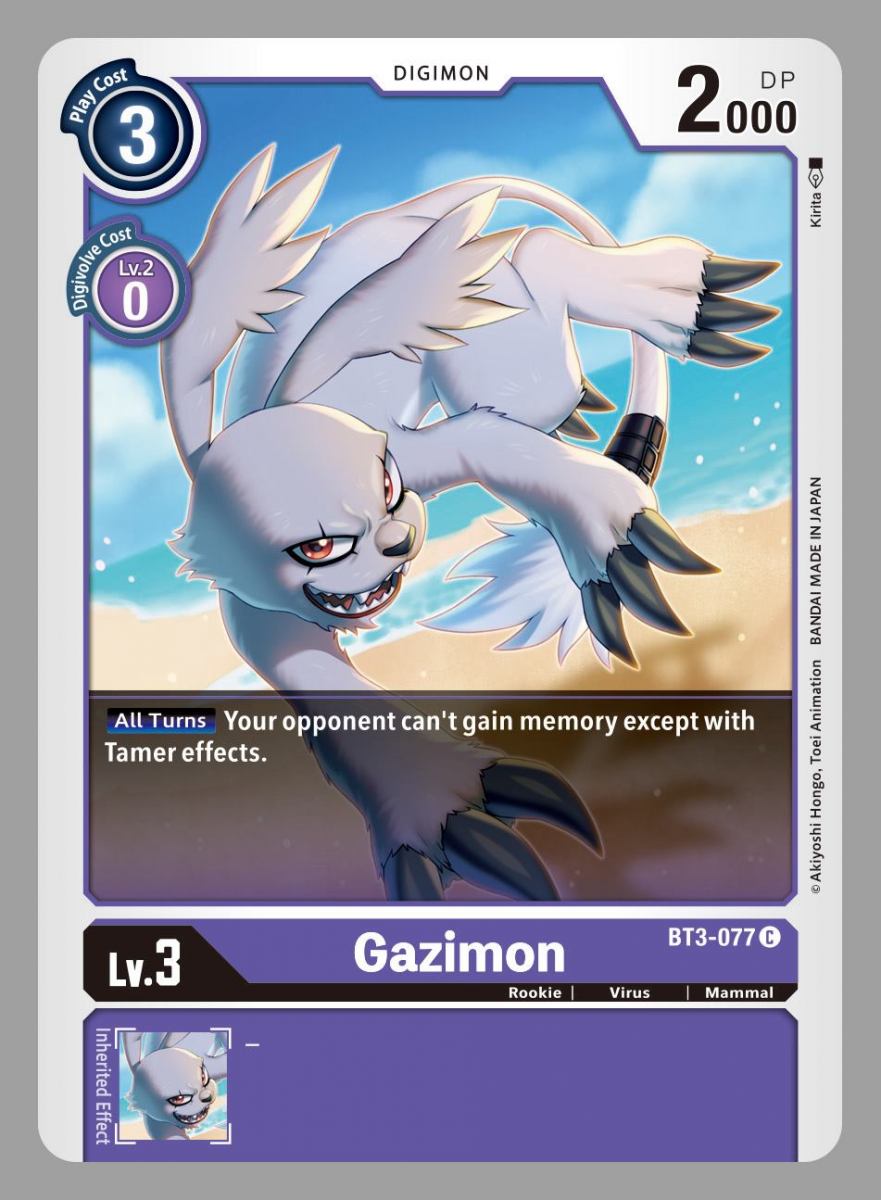 DIGIMON
Play Cost
3
DP
2000
Digivolve Cost
Lv.2
0
Kirita
BANDAI MADE IN JAPAN
© Akiyoshi Hongo, Toei Animation
All Turns Your opponent can't gain memory except with
Tamer effects.
BT3-077 C
Lv.3
Gazimon
Rookie | Virus | Mammal
Inherited Effect
–